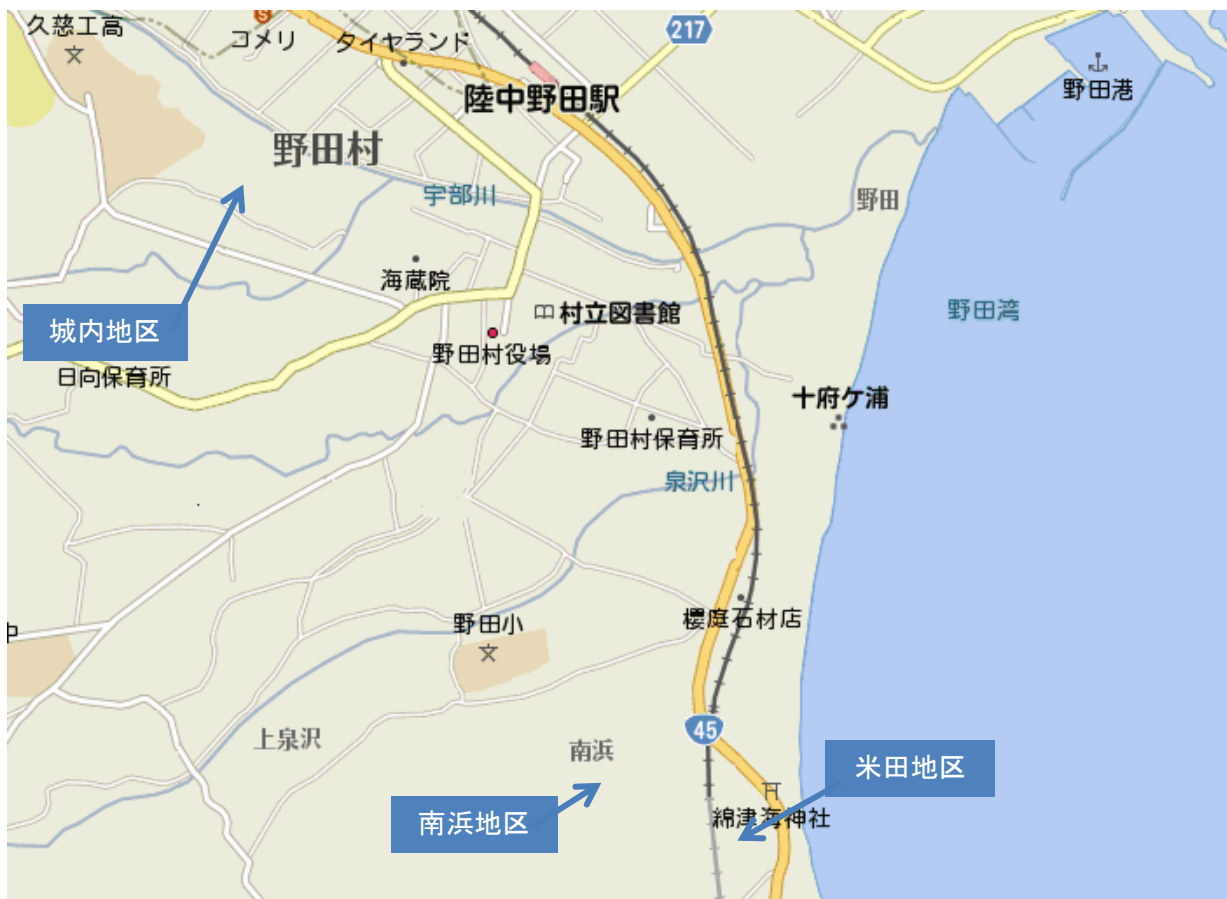 久慈工高
コメリ
タイヤランド
217
野田港
陸中野田駅
野田村
宇部川
野田
海蔵院
村立図書館
野田湾
城内地区
野田村役場
日向保育所
十府ケ浦
野田村保育所
泉沢川
櫻庭石材店
野田小
中
上泉沢
南浜
45
米田地区
南浜地区
綿津海神社